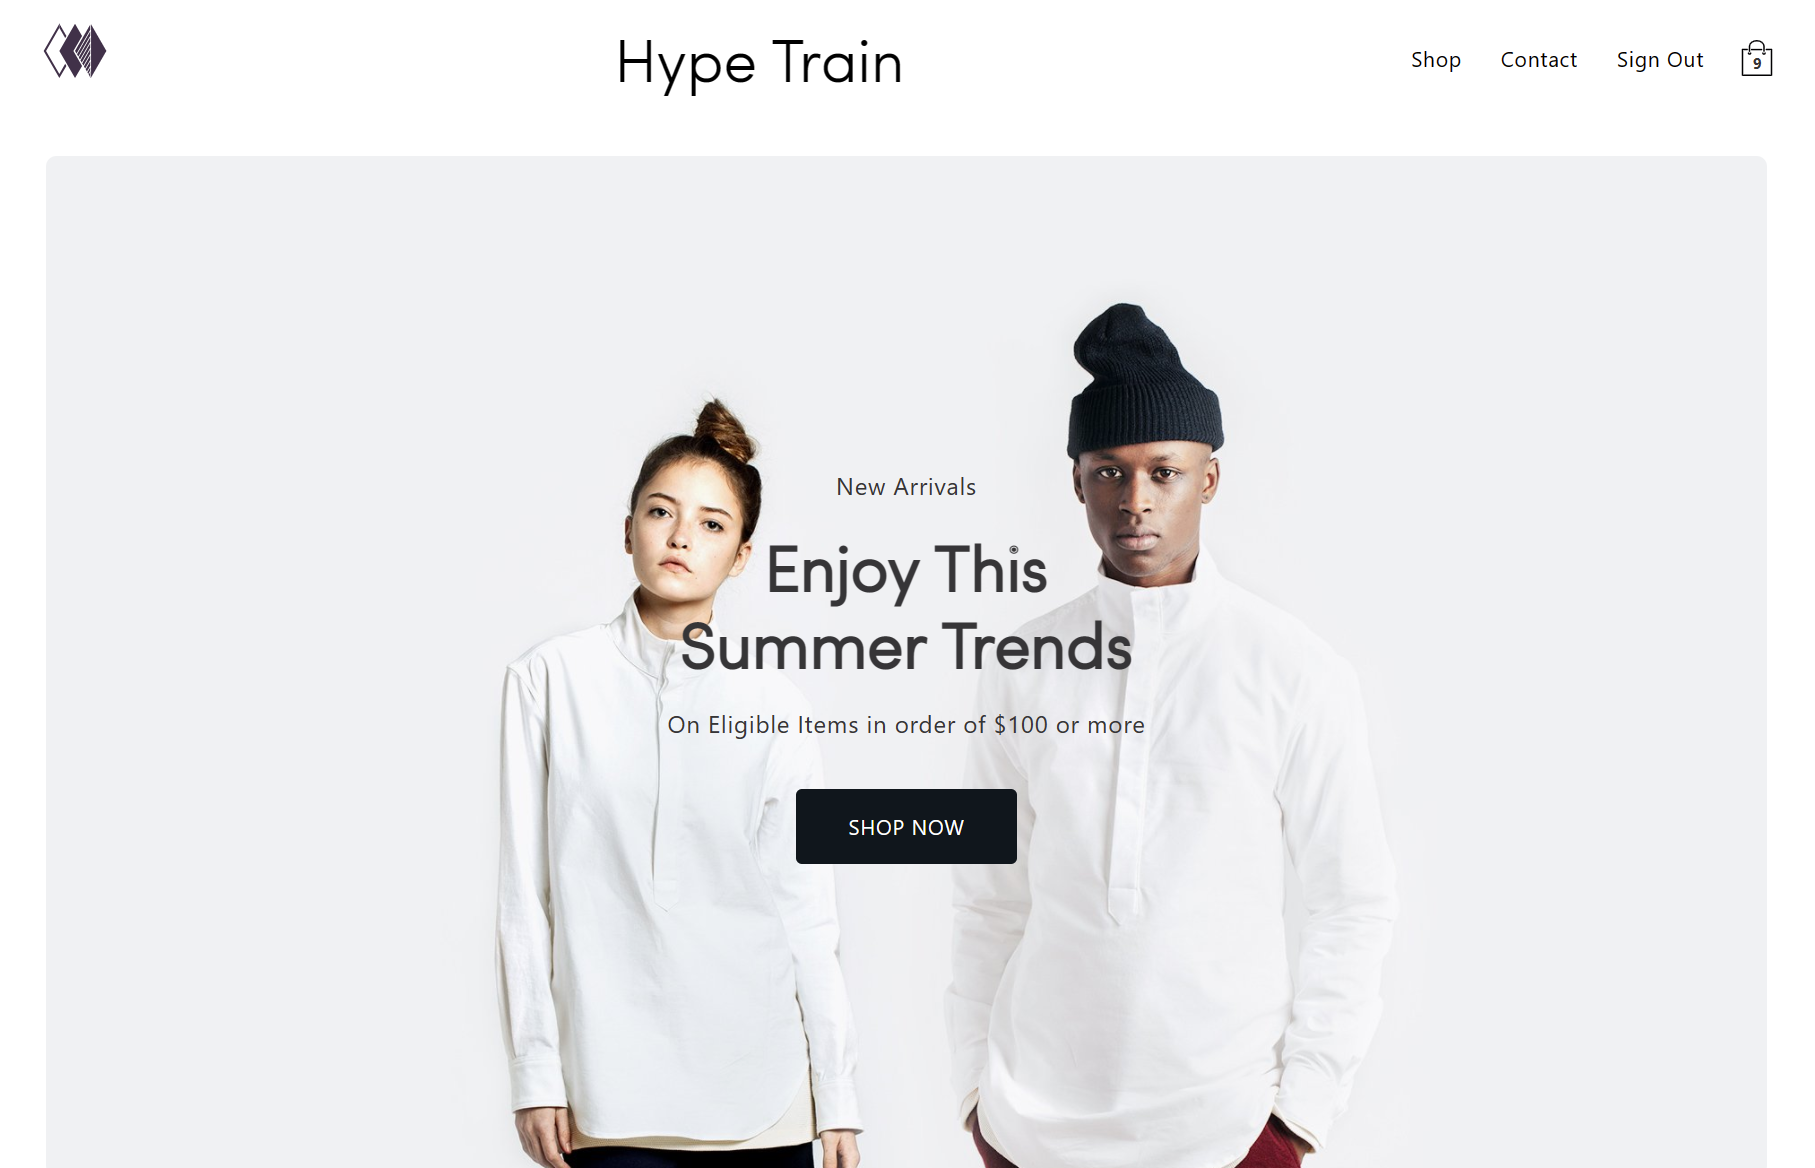 Hype Train
Shop
Contact
Sign Out
9
New Arrivals
Enjoy This
Summer Trends
On Eligible Items in order of $100 or more
SHOP NOW